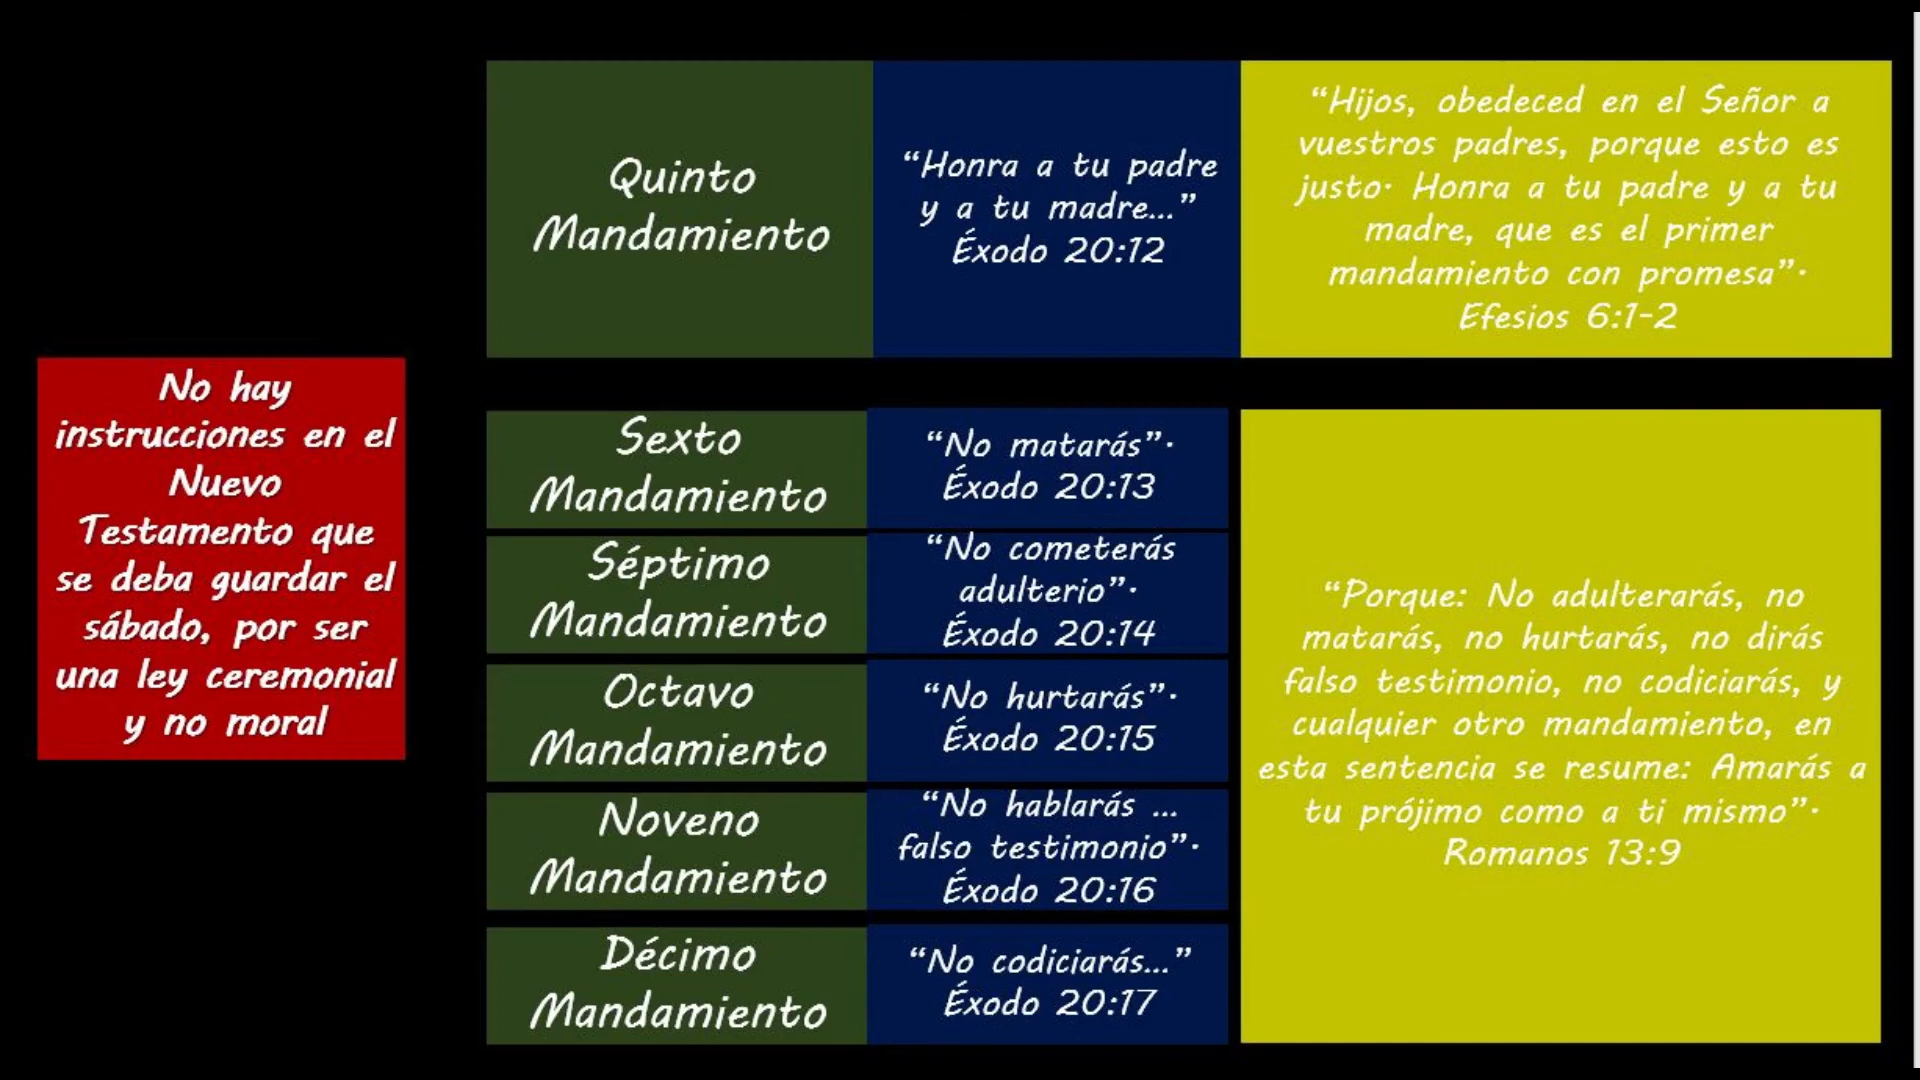 No hay
instrucciones en el
Nuevo
Testamento que
se deba guardar el
sábado, por ser
una ley ceremonial
y no moral
Quinto
Mandamiento
“Honra a tu padre
y a tu madre...”
Éxodo 20:12
“Hijos, obedeced en el Señor a
vuestros padres, porque esto es
justo. Honra a tu padre y a tu
madre, que es el primer
mandamiento con promesa”.
Efesios 6:1-2
Sexto
Mandamiento
“No matarás”.
Éxodo 20:13
Séptimo
Mandamiento
“No cometerás
adulterio”.
Éxodo 20:14
Octavo
Mandamiento
“No hurtarás”.
Éxodo 20:15
Noveno
Mandamiento
“No hablarás ...
falso testimonio”.
Éxodo 20:16
Décimo
Mandamiento
“No codiciarás...”
Éxodo 20:17
“Porque: No adulterarás, no
matarás, no hurtarás, no dirás
falso testimonio, no codiciarás, y
cualquier otro mandamiento, en
esta sentencia se resume: Amarás a
tu prójimo como a ti mismo”.
Romanos 13:9